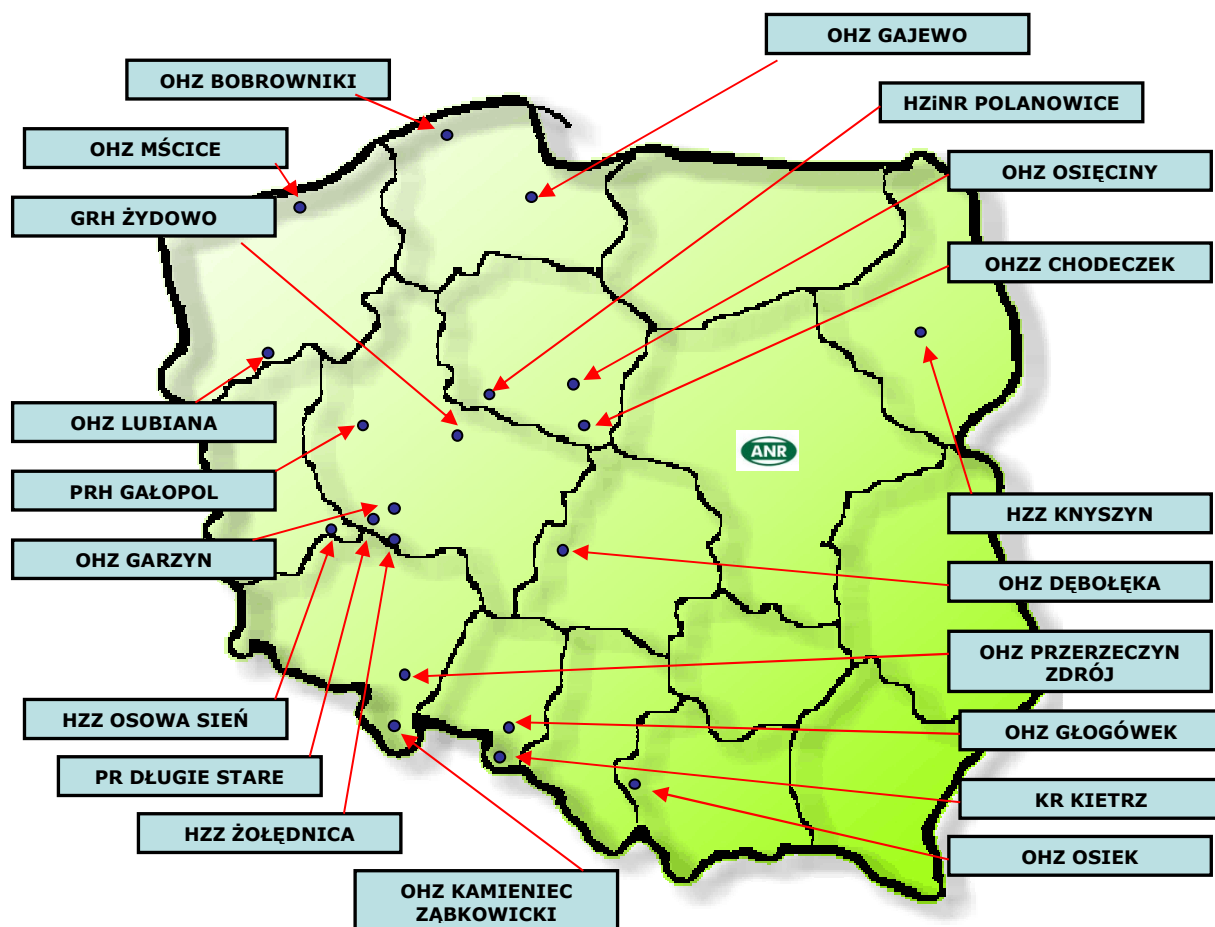 OHZ GAJEWO
OHZ BOBROWNIKI
HZiNR POLANOWICE
OHZ MŚCICE
OHZ OSIĘCINY
GRH ŻYDOWO
OHZZ CHODECZEK
OHZ LUBIANA
ANR
PRH GAŁOPOL
HZZ KNYSZYN
OHZ GARZYN
OHZ DĘBOŁĘKA
OHZ PRZERZECZYN
ZDRÓJ
HZZ OSOWA SIEŃ
OHZ GŁOGÓWEK
PR DŁUGIE STARE
KR KIETRZ
HZZ ŻOŁĘDNICA
OHZ OSIEK
OHZ KAMIENIEC
ZĄBKOWICKI